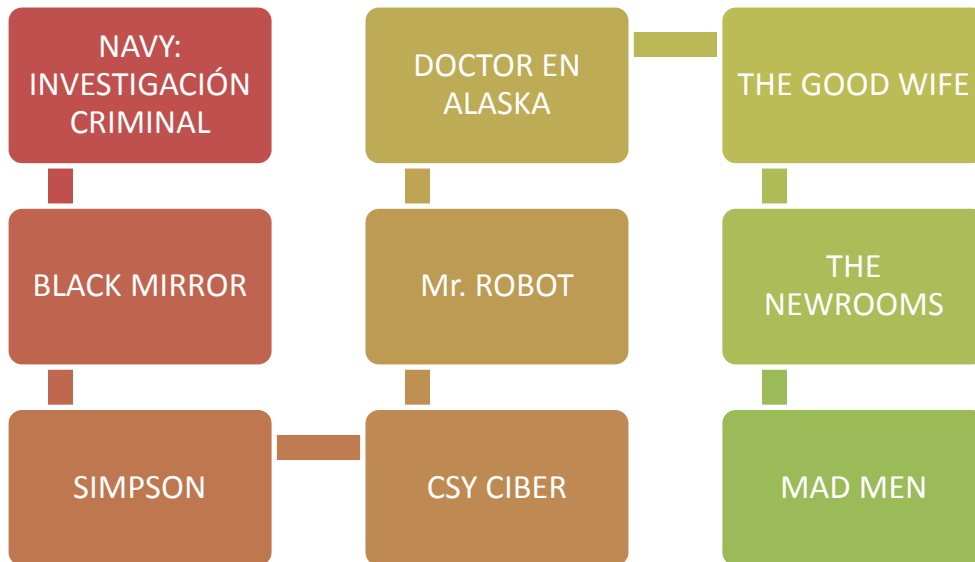 NAVY:
INVESTIGACIÓN
CRIMINAL
BLACK MIRROR
SIMPSON
CSY CIBER
Mr. ROBOT
DOCTOR EN
ALASKA
THE GOOD WIFE
THE
NEWROOMS
MAD MEN